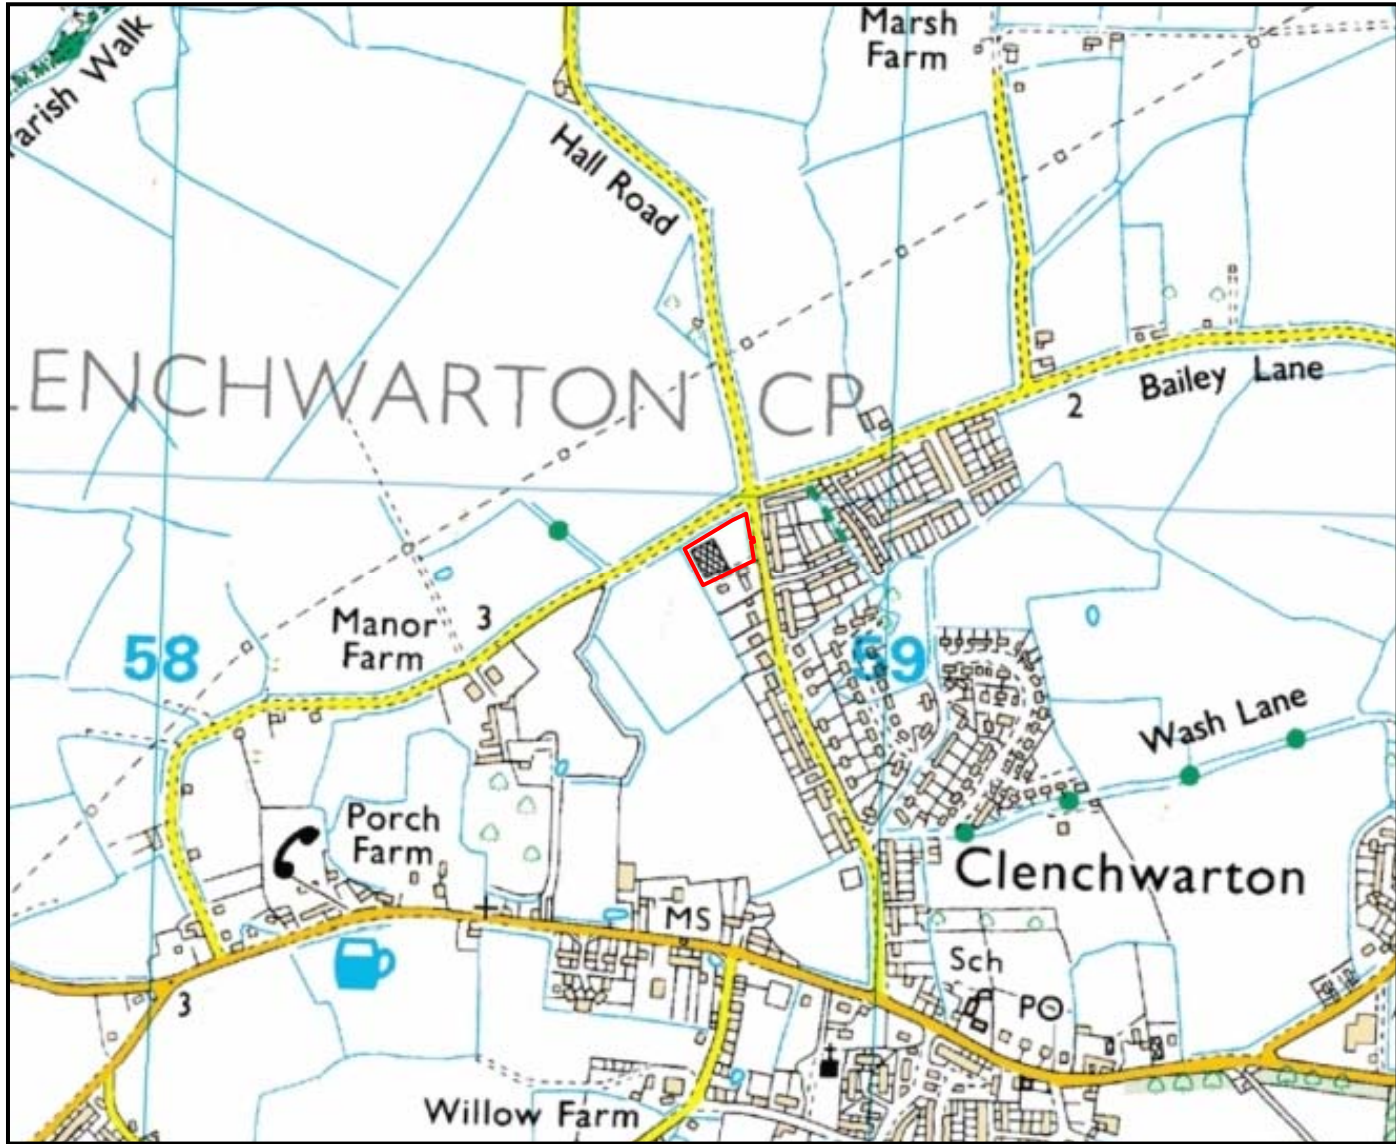 Marsh
Farm
arish Walk
Hall Road
LENCHWARTON CP
Bailey Lane
2
Manor
Farm
3
58
59
Wash Lane
Porch
Farm
Clenchwarton
MS
Sch
PO
3
Willow Farm